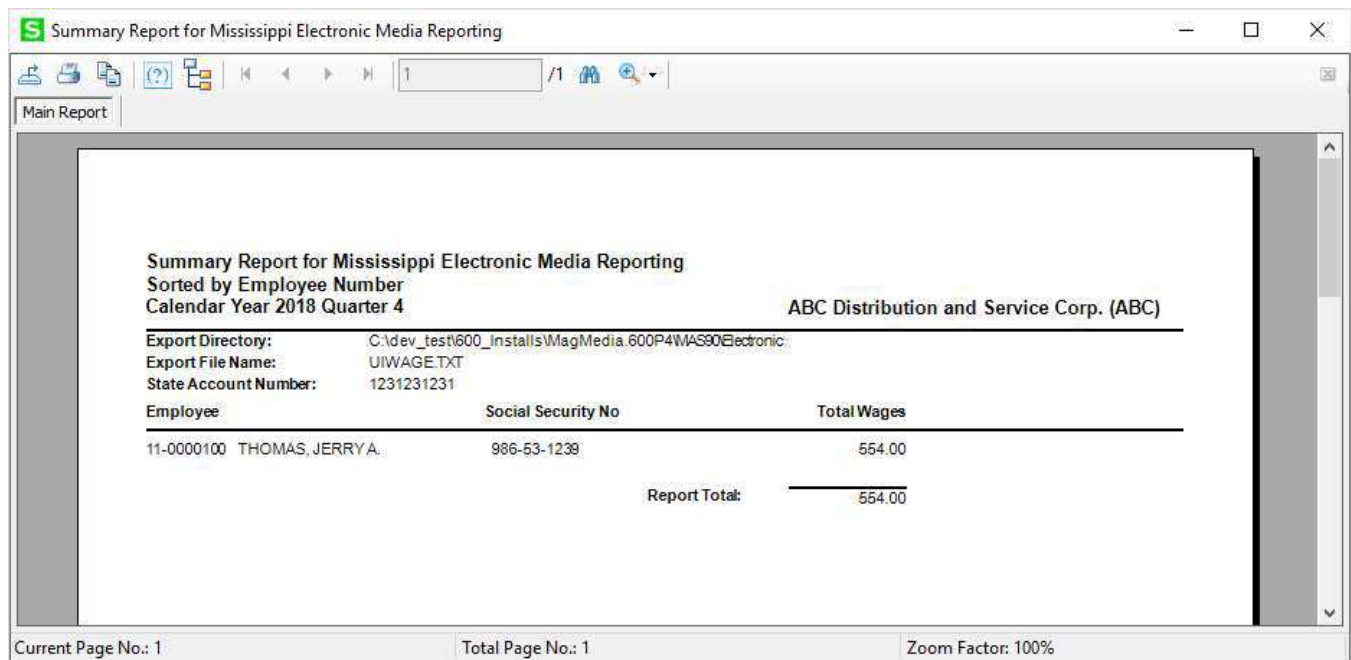 S Summary Report for Mississippi Electronic Media Reporting
(?) 1 /1
Main Report
Summary Report for Mississippi Electronic Media Reporting
Sorted by Employee Number
Calendar Year 2018 Quarter 4 ABC Distribution and Service Corp. (ABC)
Export Directory: C:\dev_test\600_Installs\MagMedia.600P4\MAS90\Electronic
Export File Name: UIWAGE.TXT
State Account Number: 1231231231
Employee Social Security No Total Wages
11-0000100 THOMAS, JERRY A. 986-53-1239 554.00
Report Total: 554.00
Current Page No.: 1 Total Page No.: 1 Zoom Factor: 100%